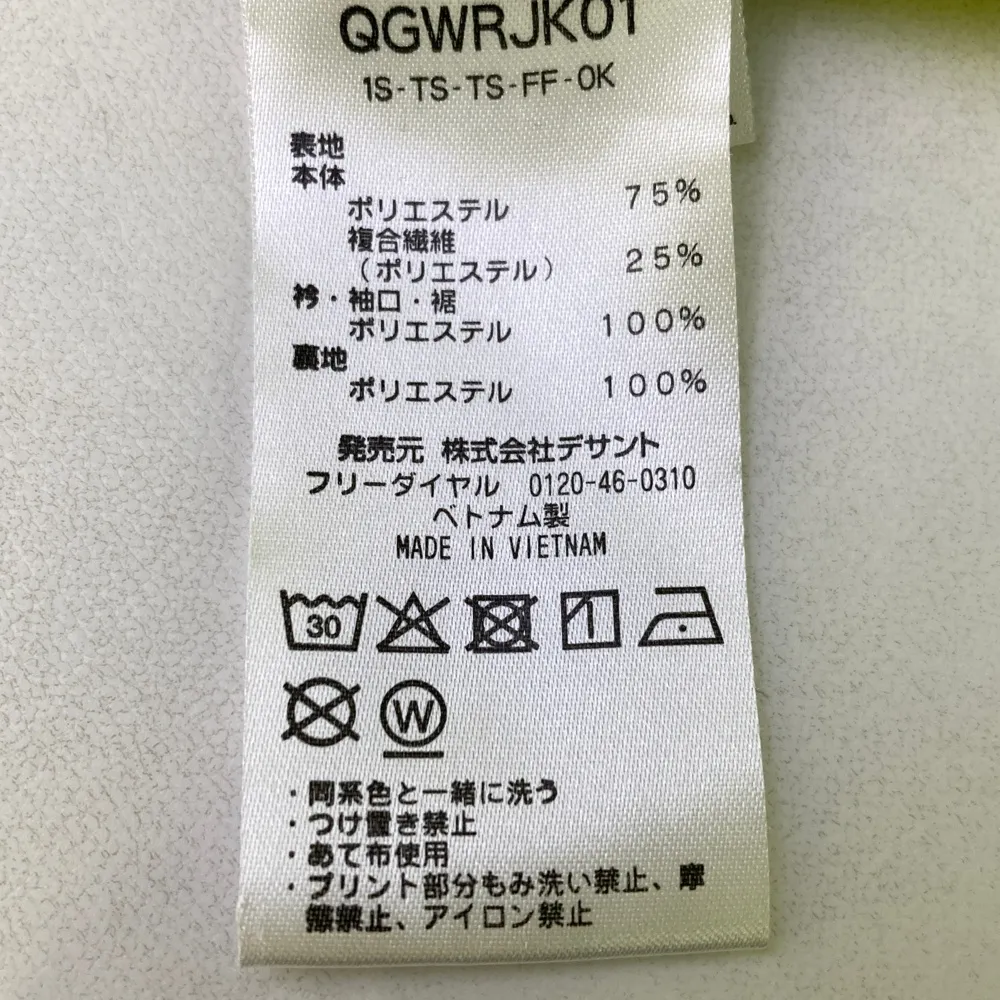 QGWRJK01
1S-TS-TS-FF-0K
表地
本体
ポリエステル 75%
複合繊維
(ポリエステル) 25%
衿・袖口・裾
ポリエステル 100%
裏地
ポリエステル 100%
発売元 株式会社デサント
フリーダイヤル 0120-46-0310
ベトナム製
MADE IN VIETNAM
30
W
・同系色と一緒に洗う
・つけ置き禁止
・あて布使用
・プリント部分もみ洗い禁止、摩
擦禁止、アイロン禁止